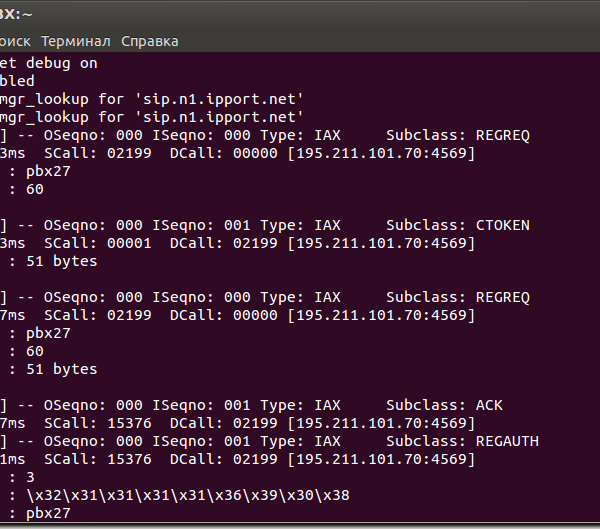 BX:~
оиск Терминал Справка
et debug on
bled
mgr_lookup for 'sip.n1.ipport.net'
mgr_lookup for 'sip.n1.ipport.net'
] -- OSeqno: 000 ISeqno: 000 Type: IAX     Subclass: REGREQ
3ms  SCall: 02199  DCall: 00000 [195.211.101.70:4569]
 : pbx27
 : 60
] -- OSeqno: 000 ISeqno: 001 Type: IAX     Subclass: CTOKEN
3ms  SCall: 00001  DCall: 02199 [195.211.101.70:4569]
 : 51 bytes
] -- OSeqno: 000 ISeqno: 000 Type: IAX     Subclass: REGREQ
7ms  SCall: 02199  DCall: 00000 [195.211.101.70:4569]
 : pbx27
 : 60
 : 51 bytes
] -- OSeqno: 000 ISeqno: 001 Type: IAX     Subclass: ACK
7ms  SCall: 15376  DCall: 02199 [195.211.101.70:4569]
] -- OSeqno: 000 ISeqno: 001 Type: IAX     Subclass: REGAUTH
1ms  SCall: 15376  DCall: 02199 [195.211.101.70:4569]
 : 3
 : \x32\x31\x31\x31\x31\x36\x39\x30\x38
 : pbx27